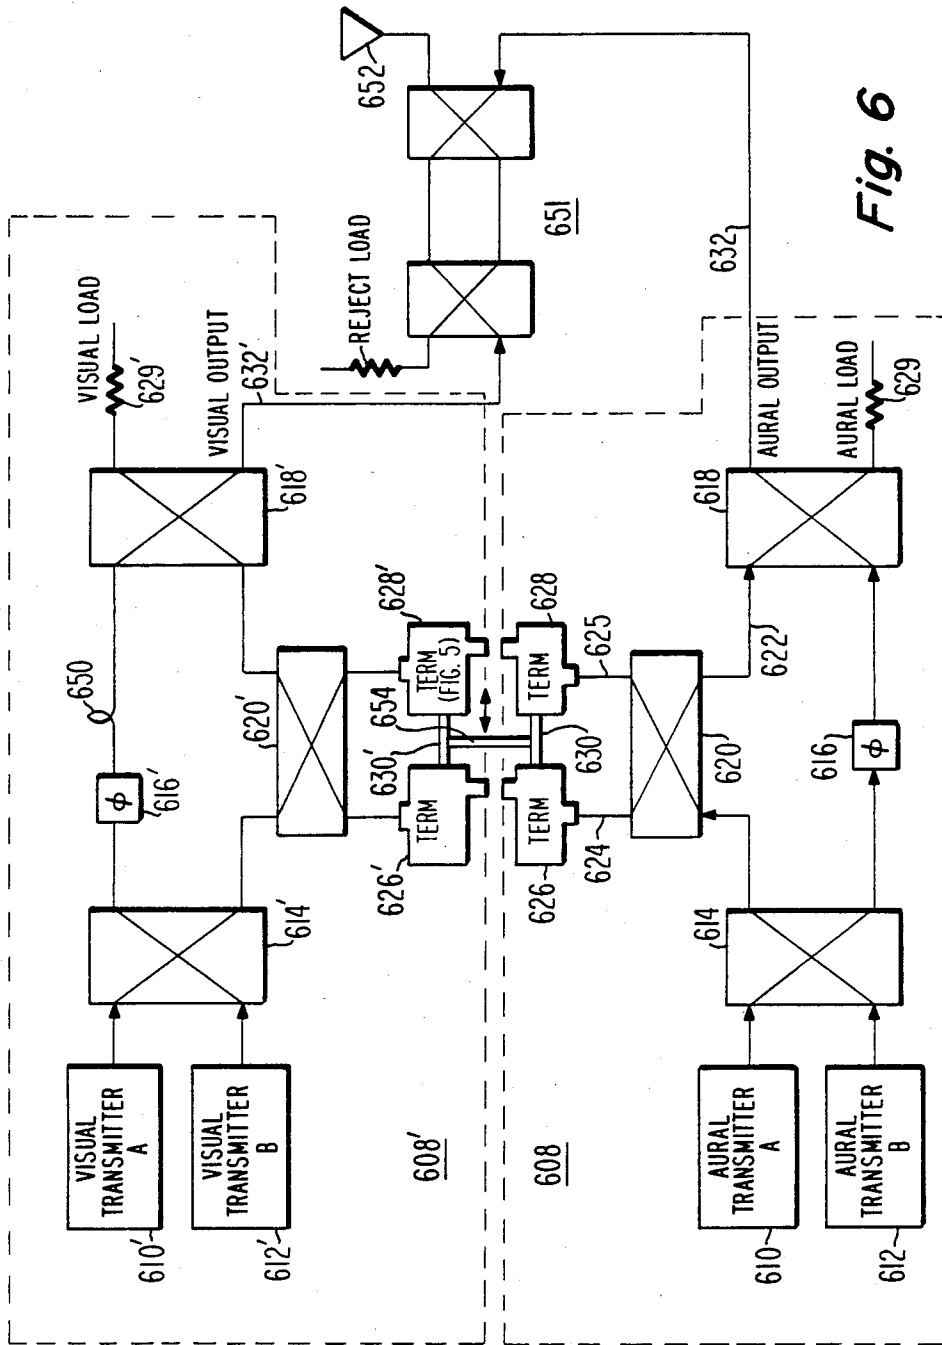 VISUAL LOAD
629'
VISUAL OUTPUT
632'
618'
650
620'
616'
ϕ
614'
VISUAL
TRANSMITTER
A
610'
VISUAL
TRANSMITTER
B
612'
608'
TERM
(FIG. 5)
628'
654
630'
TERM
626'
652
651
REJECT LOAD
632
Fig. 6
AURAL OUTPUT
AURAL LOAD
629
618
628
TERM
625
630
622
620
616
ϕ
TERM
626
624
614
608
AURAL
TRANSMITTER
A
610
AURAL
TRANSMITTER
B
612